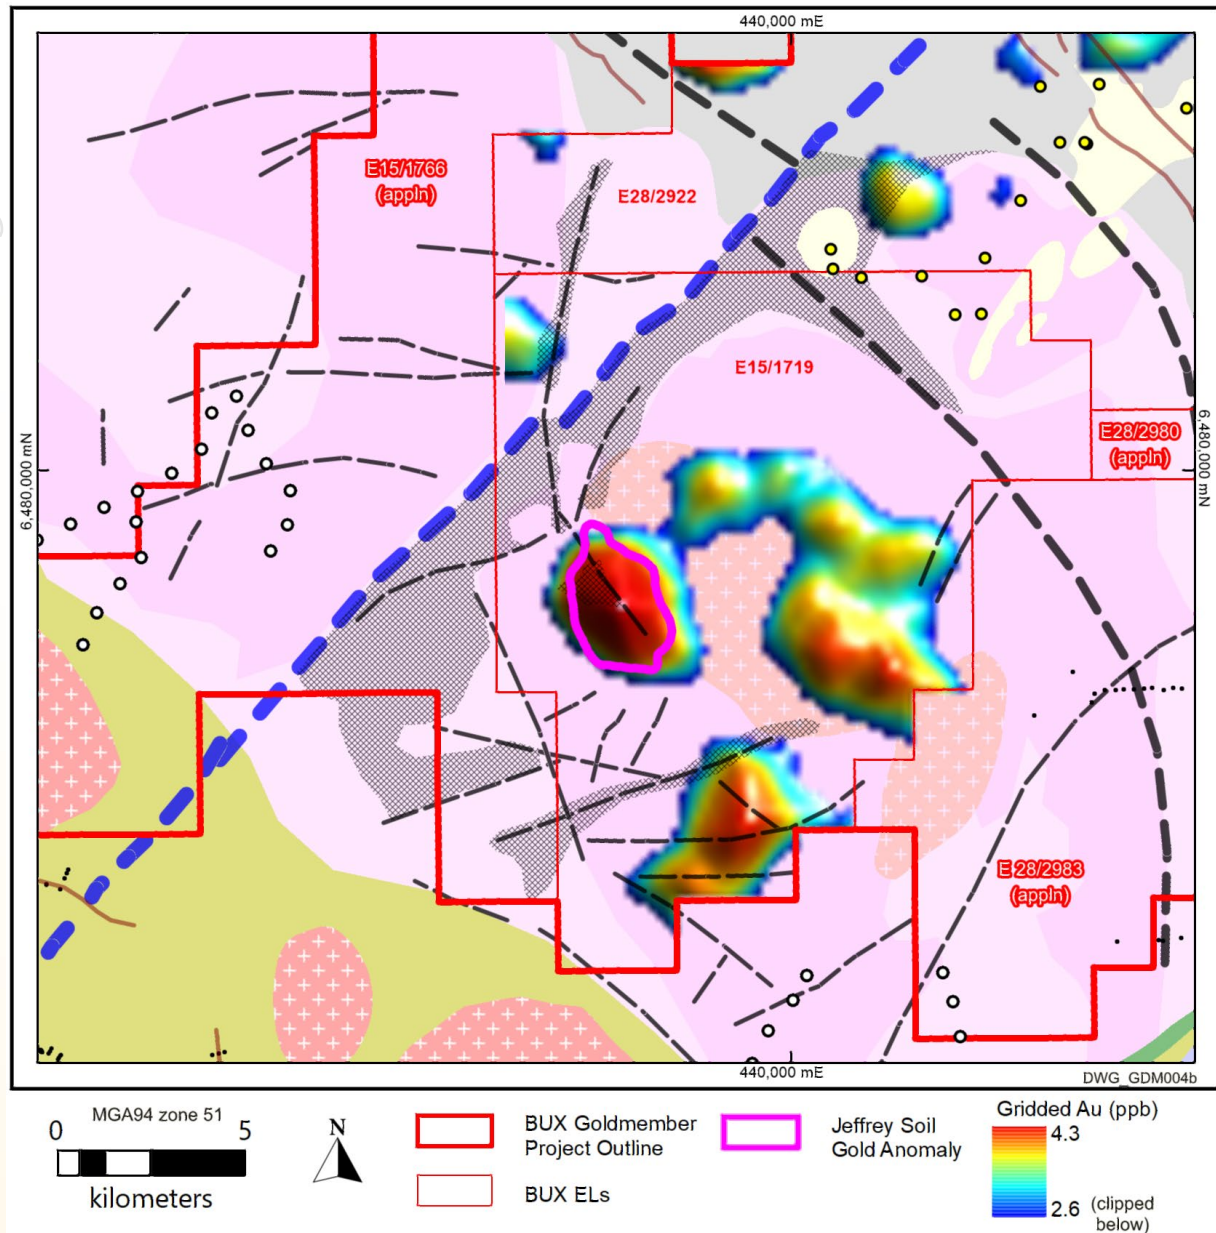 440,000 mE
E15/1766
(appln)
E28/2922
E15/1719
E28/2980
(appln)
6,480,000 mN
6,480,000 mN
E 28/2983
(appln)
440,000 mE
DWG_GDM004b
MGA94 zone 51
0 5
kilometers
N
BUX Goldmember
Project Outline
BUX ELs
Jeffrey Soil
Gold Anomaly
Gridded Au (ppb)
4.3
2.6 (clipped
below)